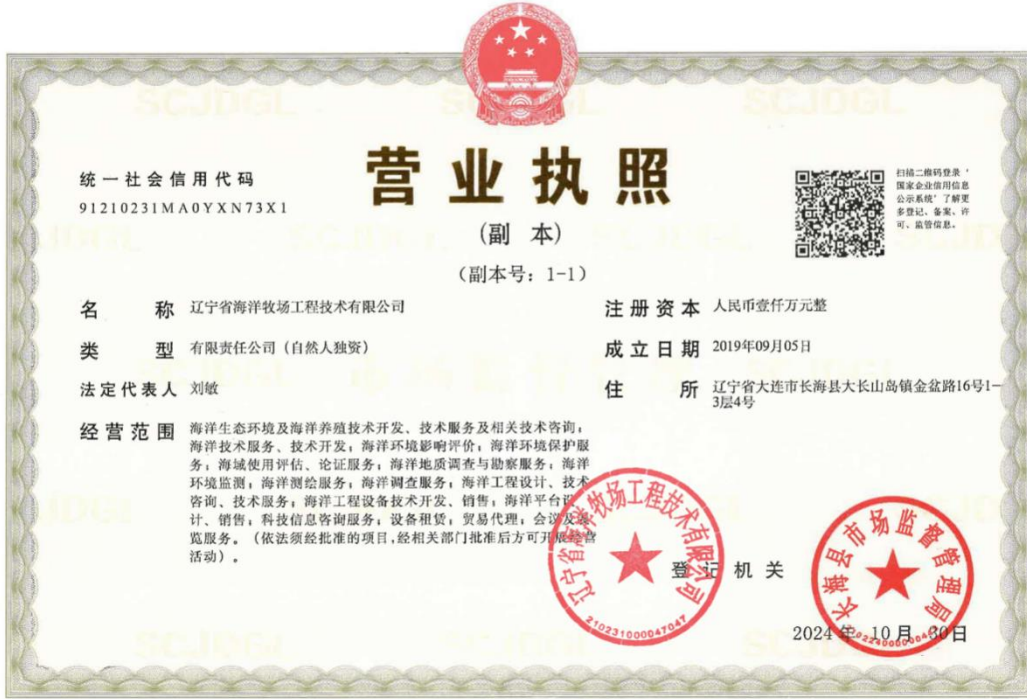 营业执照
(副 本)
(副本号：1-1)
统一社会信用代码
91210231MA0YXN73X1
扫描二维码登录‘
国家企业信用信息
公示系统’了解更
多登记、备案、许
可、监管信息。
名 称 辽宁省海洋牧场工程技术有限公司
类 型 有限责任公司（自然人独资）
法定代表人 刘敏
经营范围 海洋生态环境及海洋养殖技术开发、技术服务及相关技术咨询；
海洋技术服务、技术开发；海洋环境影响评价；海洋环境保护服
务；海域使用评估、论证服务；海洋地质调查与勘察服务；海洋
环境监测；海洋测绘服务；海洋调查服务；海洋工程设计、技术
咨询、技术服务；海洋工程设备技术开发、销售；海洋平台设
计、销售；科技信息咨询服务；设备租赁；贸易代理；会议及展
览服务。（依法须经批准的项目,经相关部门批准后方可开展经营
活动）。
注册资本 人民币壹仟万元整
成立日期 2019年09月05日
住 所 辽宁省大连市长海县大长山岛镇金盆路16号1-
3层4号
辽宁省海洋牧场工程技术有限公司
210231000047047
登记机关
长海县市场监督管理局
2024 年 10 月 30日
SCJDGL
SCJDGL
SCJDGL